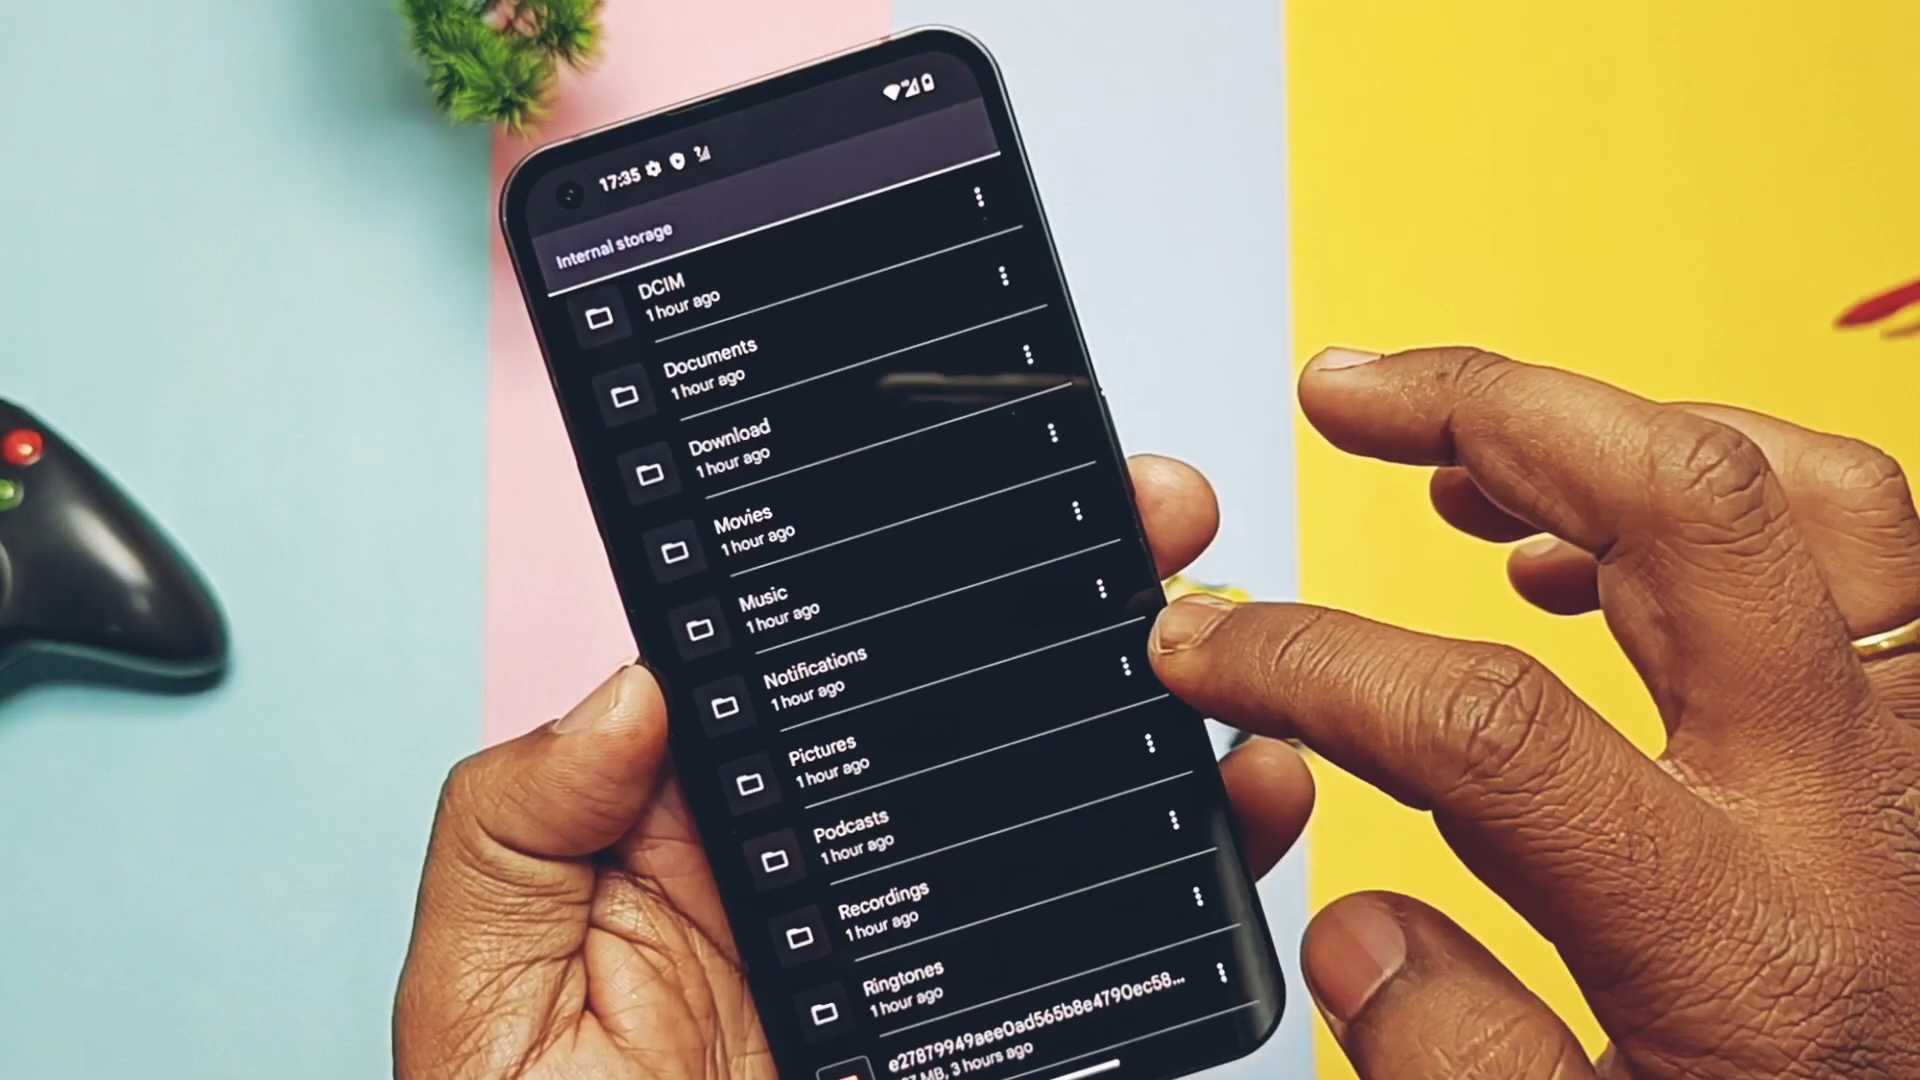 17:35
Internal storage
DCIM
1 hour ago
Documents
1 hour ago
Download
1 hour ago
Movies
1 hour ago
Music
1 hour ago
Notifications
1 hour ago
Pictures
1 hour ago
Podcasts
1 hour ago
Recordings
1 hour ago
Ringtones
1 hour ago
e27879949aee0ad565b8e4790ec58...
MB, 3 hours ago